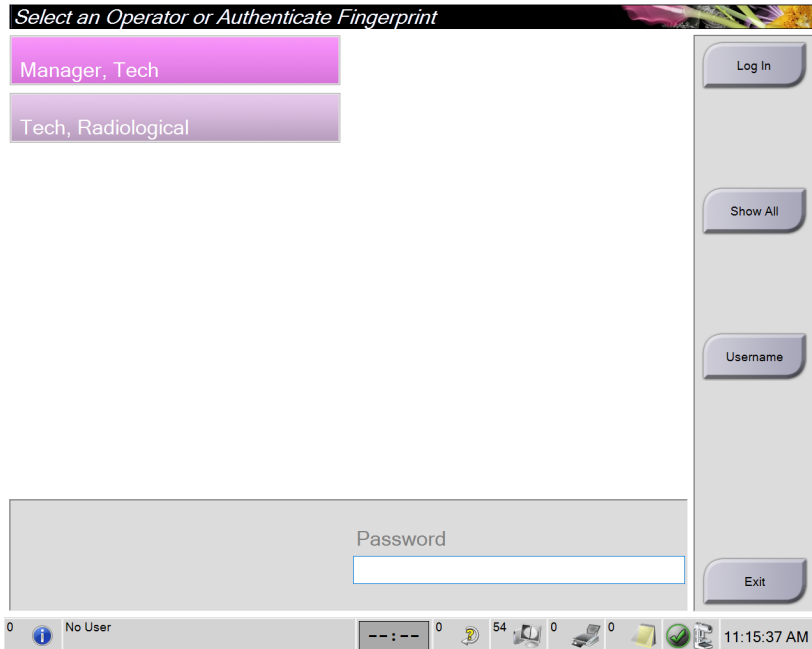 Select an Operator or Authenticate Fingerprint
Manager, Tech
Log In
Tech, Radiological
Show All
Username
Password
Exit
0 No User --:-- 0 54 0 0 11:15:37 AM